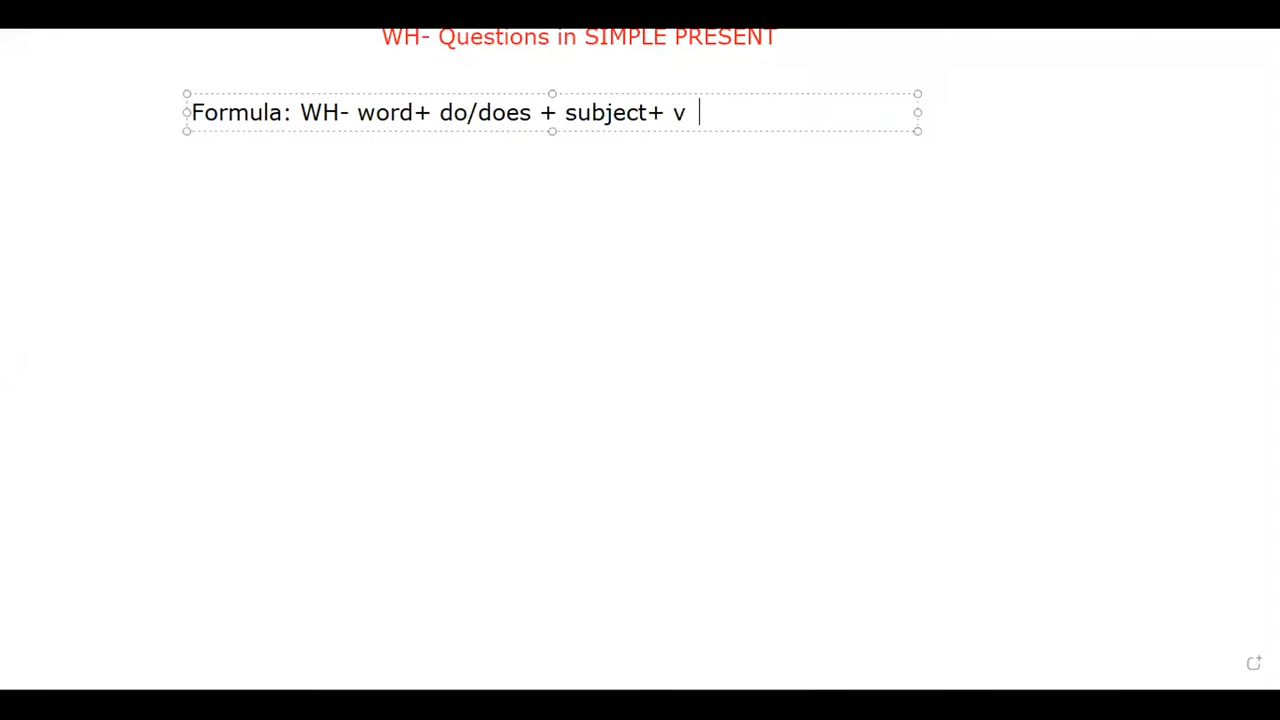 WH- Questions in SIMPLE PRESENT
Formula: WH- word+ do/does + subject+ v